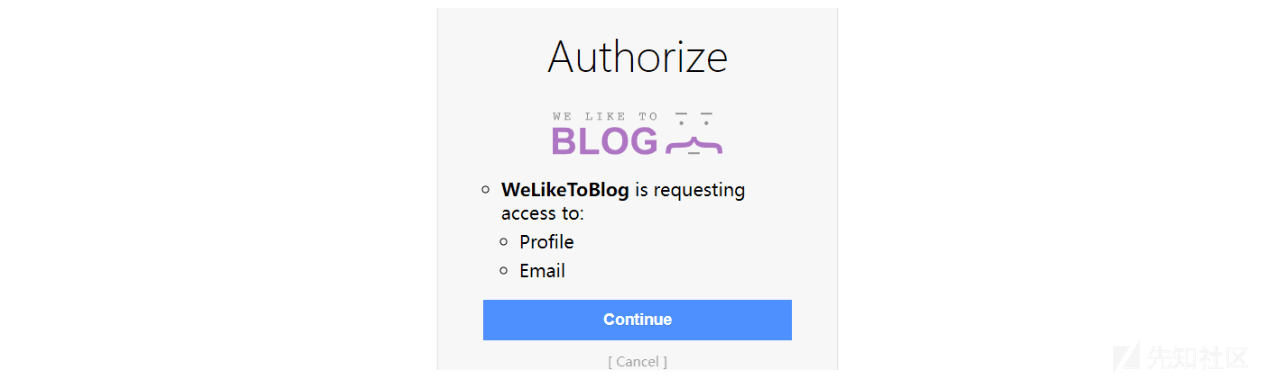 Authorize
WE LIKE TO
BLOG
WeLikeToBlog is requesting
access to:
Profile
Email
Continue
[ Cancel ]
先知社区